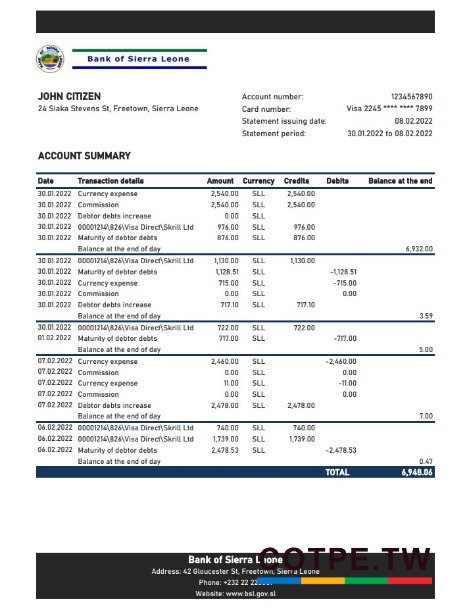 Bank of Sierra Leone
JOHN CITIZEN
24 Siaka Stevens St, Freetown, Sierra Leone
Account number: 1234567890
Card number: Visa 2245 **** **** 7899
Statement issuing date: 08.02.2022
Statement period: 30.01.2022 to 08.02.2022
ACCOUNT SUMMARY
Date Transaction details Amount Currency Credits Debits Balance at the end
30.01.2022 Currency expense 2,540.00 SLL 2,540.00
30.01.2022 Commission 2,540.00 SLL 2,540.00
30.01.2022 Debtor debts increase 0.00 SLL
30.01.2022 00001214\826\Visa Direct\Skrill Ltd 976.00 SLL 976.00
30.01.2022 Maturity of debtor debts 876.00 SLL 876.00
Balance at the end of day 6,932.00
30.01.2022 00001214\826\Visa Direct\Skrill Ltd 1,130.00 SLL 1,130.00
30.01.2022 Maturity of debtor debts 1,128.51 SLL -1,128.51
30.01.2022 Currency expense 715.00 SLL -715.00
30.01.2022 Commission 0.00 SLL 0.00
30.01.2022 Debtor debts increase 717.10 SLL 717.10
Balance at the end of day 3.59
30.01.2022 00001214\826\Visa Direct\Skrill Ltd 722.00 SLL 722.00
01.02.2022 Maturity of debtor debts 717.00 SLL -717.00
Balance at the end of day 5.00
07.02.2022 Currency expense 2,460.00 SLL -2,460.00
07.02.2022 Commission 0.00 SLL 0.00
07.02.2022 Currency expense 11.00 SLL -11.00
07.02.2022 Commission 0.00 SLL 0.00
07.02.2022 Debtor debts increase 2,478.00 SLL 2,478.00
Balance at the end of day 7.00
06.02.2022 00001214\826\Visa Direct\Skrill Ltd 740.00 SLL 740.00
06.02.2022 00001214\826\Visa Direct\Skrill Ltd 1,739.00 SLL 1,739.00
06.02.2022 Maturity of debtor debts 2,478.53 SLL -2,478.53
Balance at the end of day 0.47
TOTAL 6,948.06
Bank of Sierra Leone
GOTPE.TW
Address: 42 Gloucester St, Freetown, Sierra Leone
Phone: +232 22
Website: www.bsl.gov.sl